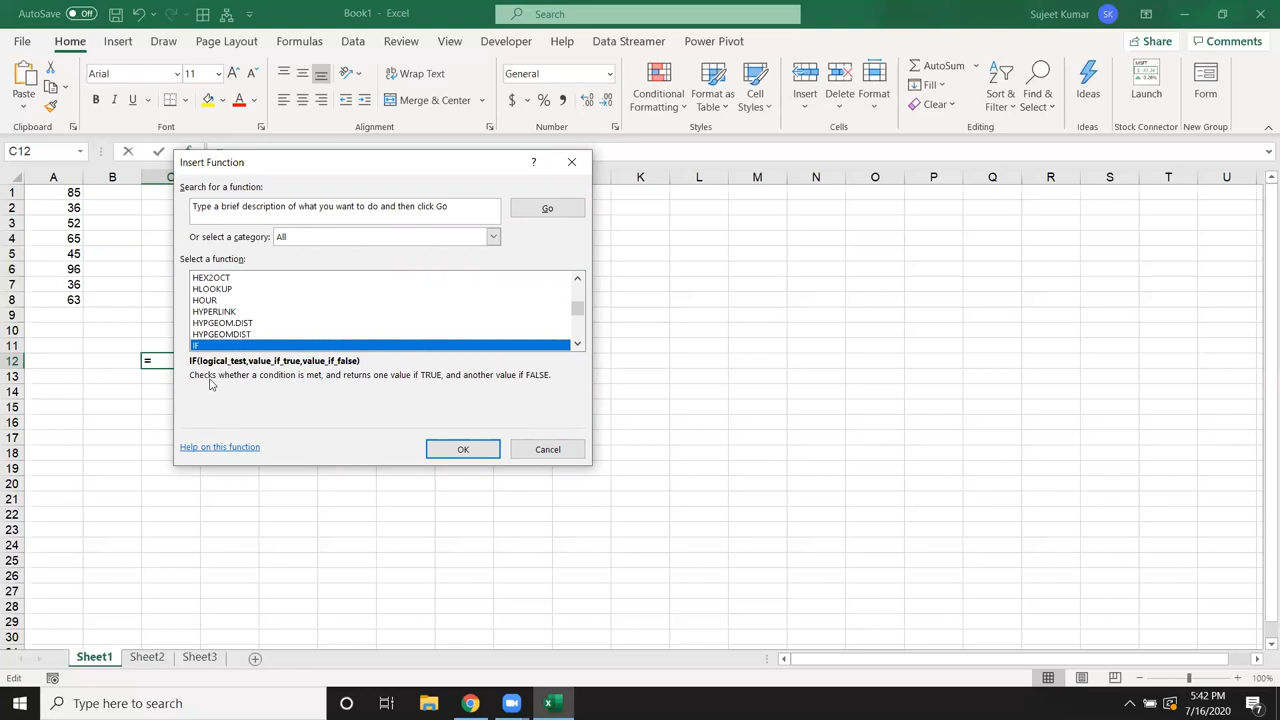 AutoSave Off Book1 - Excel Search Sujeet Kumar SK
File Home Insert Draw Page Layout Formulas Data Review View Developer Help Data Streamer Power Pivot Share Comments
Paste Arial 11 Wrap Text General Conditional Formatting Format as Table Cell Styles Insert Delete Format AutoSum Sort & Filter Find & Select Ideas Launch Form
B I U A Merge & Center $ % Fill
Clear
Clipboard Font Alignment Number Styles Cells Editing Ideas Stock Connector New Group
C12 =
A B C K L M N O P Q R S T U
1 85
2 36
3 52
4 65
5 45
6 96
7 36
8 63
9
10
11
12 =
13
14
15
16
17
18
19
20
21
22
23
24
25
26
27
28
29
30
Insert Function ?
Search for a function:
Type a brief description of what you want to do and then click Go
Go
Or select a category: All
Select a function:
HEX2OCT
HLOOKUP
HOUR
HYPERLINK
HYPGEOM.DIST
HYPGEOMDIST
IF
IF(logical_test,value_if_true,value_if_false)
Checks whether a condition is met, and returns one value if TRUE, and another value if FALSE.
Help on this function OK Cancel
Sheet1 Sheet2 Sheet3
Edit 100%
Type here to search 5:42 PM
7/16/2020 7